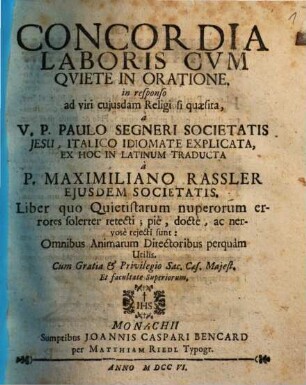 CONCORDIA
LABORIS CVM
QVIETE IN ORATIONE,
in responso
ad viri cujusdam Religi si quæsita,
à
V. P. PAULO SEGNERI SOCIETATIS
JESU, ITALICO IDIOMATE EXPLICATA,
EX HOC IN LATINUM TRADUCTA
á
P. MAXIMILIANO RASSLER
EJUSDEM SOCIETATIS.
Liber quo Quietistarum nuperorum er-
rores solerter retecti; piè, doctè, ac ner-
vosè rejecti sunt:
Omnibus Animarum Directoribus perquàm
Utilis.
Cum Gratia & Privilegio Sac. Cæs. Majest.
Et facultate Superiorum.
IHS
MONACHII
Sumptibus JOANNIS CASPARI BENCARD
per MATTHIAM RIEDL Typogr.
ANNO M DCC VI.